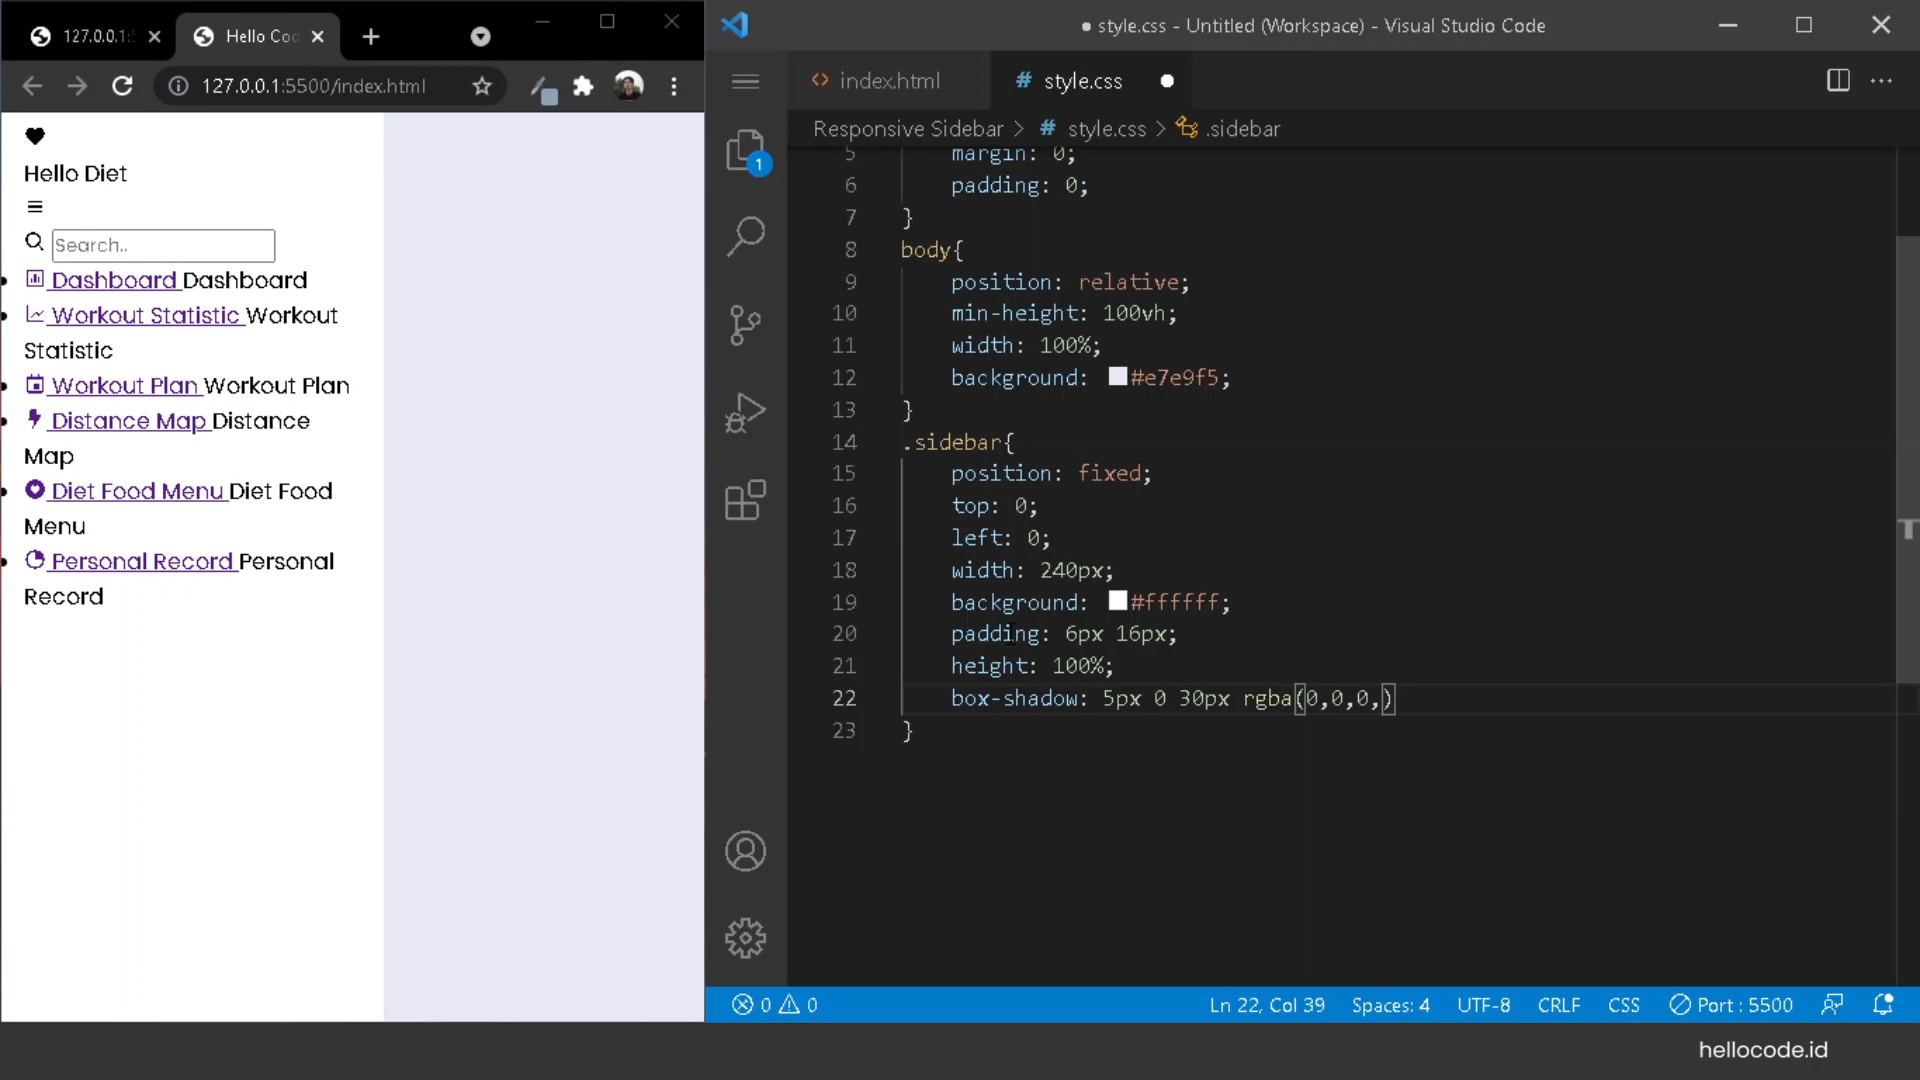 127.0.0.1:
Hello Cod
127.0.0.1:5500/index.html
Hello Diet
Search..
Dashboard Dashboard
Workout Statistic Workout
Statistic
Workout Plan Workout Plan
Distance Map Distance
Map
Diet Food Menu Diet Food
Menu
Personal Record Personal
Record
● style.css - Untitled (Workspace) - Visual Studio Code
index.html
# style.css
Responsive Sidebar > # style.css > .sidebar
1
5 margin: 0;
6 padding: 0;
7 }
8 body{
9 position: relative;
10 min-height: 100vh;
11 width: 100%;
12 background: #e7e9f5;
13 }
14 .sidebar{
15 position: fixed;
16 top: 0;
17 left: 0;
18 width: 240px;
19 background: #ffffff;
20 padding: 6px 16px;
21 height: 100%;
22 box-shadow: 5px 0 30px rgba(0,0,0,)
23 }
0 0
Ln 22, Col 39 Spaces: 4 UTF-8 CRLF CSS Port : 5500
hellocode.id